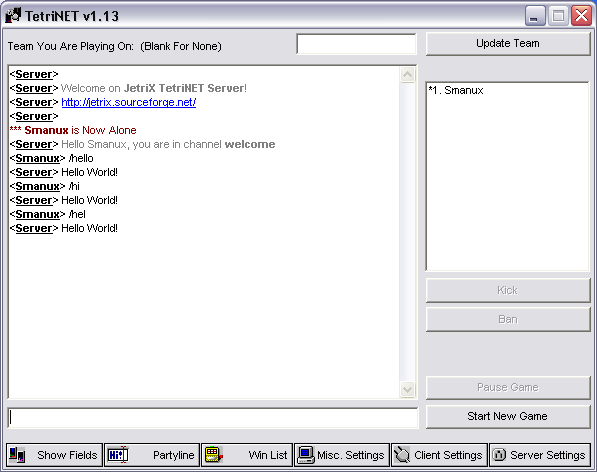 TetriNET v1.13
Team You Are Playing On: (Blank For None)
Update Team
<Server>
<Server> Welcome on JetriX TetriNET Server!
<Server> http://jetrix.sourceforge.net/
<Server>
*** Smanux is Now Alone
<Server> Hello Smanux, you are in channel welcome
<Smanux> /hello
<Server> Hello World!
<Smanux> /hi
<Server> Hello World!
<Smanux> /hel
<Server> Hello World!
*1. Smanux
Kick
Ban
Pause Game
Start New Game
Show Fields
Hi!
Partyline
Win List
Misc. Settings
Client Settings
Server Settings